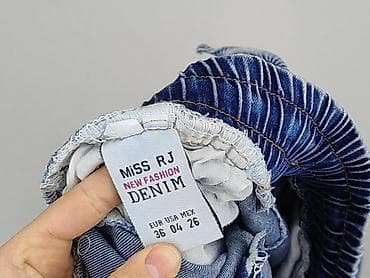 MISS RJ
NEW FASHION
DENIM
EUR USA MEX
36 04 26